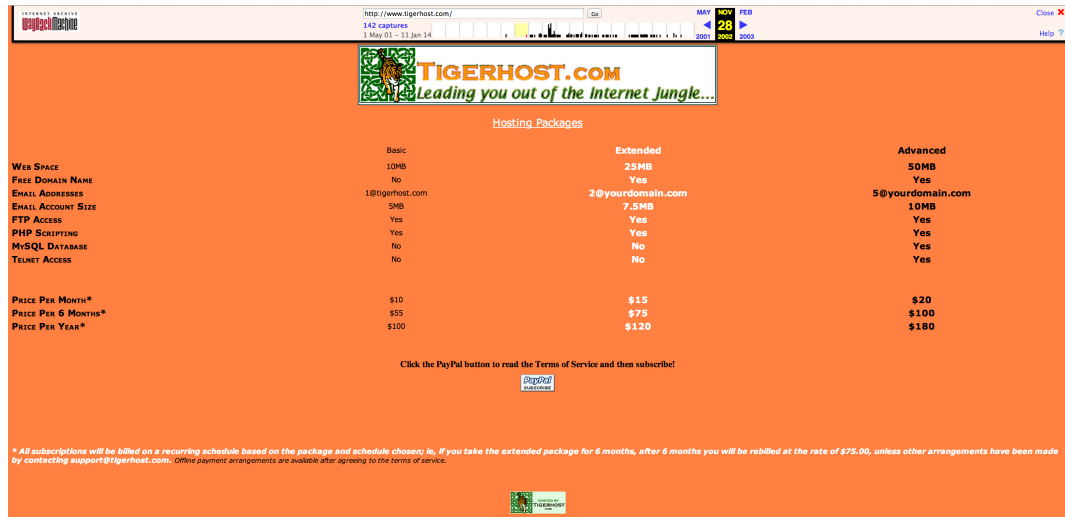 INTERNET ARCHIVE
WayBackMachine
http://www.tigerhost.com/
Go
MAY NOV FEB
Close
142 captures
28
1 May 01 – 11 Jan 14
2001 2002 2003
Help ?
TIGERHOST.COM
Leading you out of the Internet Jungle...
Hosting Packages
Basic Extended Advanced
WEB SPACE 10MB 25MB 50MB
FREE DOMAIN NAME No Yes Yes
EMAIL ADDRESSES 1@tigerhost.com 2@yourdomain.com 5@yourdomain.com
EMAIL ACCOUNT SIZE 5MB 7.5MB 10MB
FTP ACCESS Yes Yes Yes
PHP SCRIPTING Yes Yes Yes
MYSQL DATABASE No No Yes
TELNET ACCESS No No Yes
PRICE PER MONTH* $10 $15 $20
PRICE PER 6 MONTHS* $55 $75 $100
PRICE PER YEAR* $100 $120 $180
Click the PayPal button to read the Terms of Service and then subscribe!
PayPal
SUBSCRIBE
* All subscriptions will be billed on a recurring schedule based on the package and schedule chosen; ie, if you take the extended package for 6 months, after 6 months you will be rebilled at the rate of $75.00, unless other arrangements have been made
by contacting support@tigerhost.com. Offline payment arrangements are available after agreeing to the terms of service.
HOSTED BY
TIGERHOST
.COM